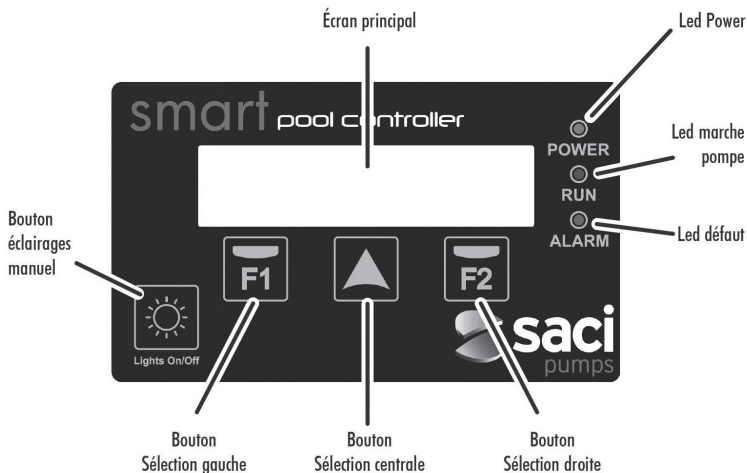 Écran principal
Led Power
smart pool controller
POWER
Led marche
pompe
RUN
Led défaut
ALARM
Bouton
éclairages
manuel
F1
F2
Lights On/Off
saci
pumps
Bouton
Sélection gauche
Bouton
Sélection centrale
Bouton
Sélection droite